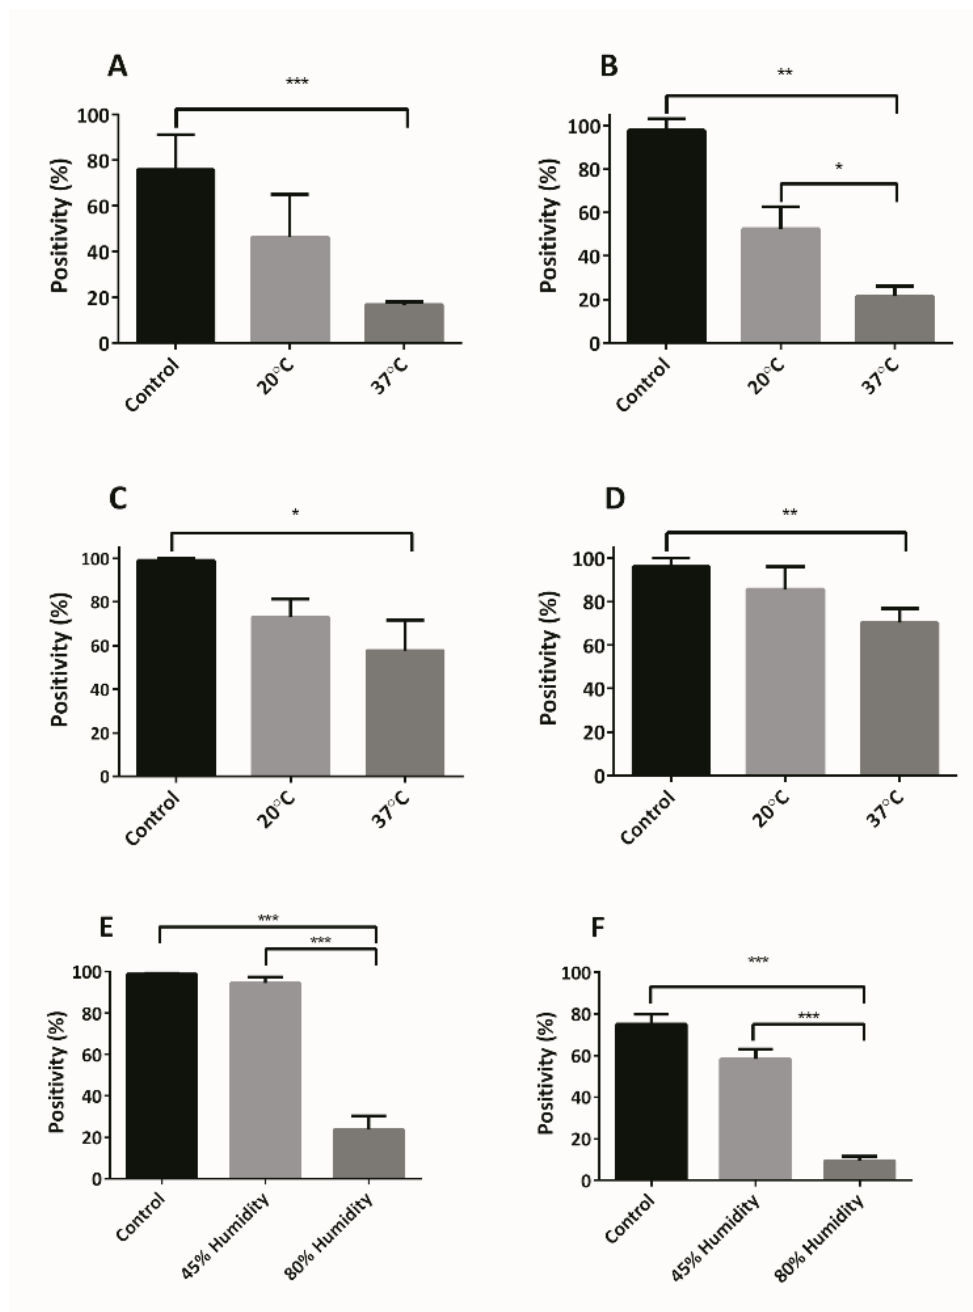 A
***
Positivity (%)
100
80
60
40
20
0
Control
20°C
37°C
B
**
*
Positivity (%)
100
80
60
40
20
0
Control
20°C
37°C
C
*
Positivity (%)
100
80
60
40
20
0
Control
20°C
37°C
D
**
Positivity (%)
100
80
60
40
20
0
Control
20°C
37°C
E
***
***
Positivity (%)
100
80
60
40
20
0
Control
45% Humidity
80% Humidity
F
***
***
Positivity (%)
100
80
60
40
20
0
Control
45% Humidity
80% Humidity